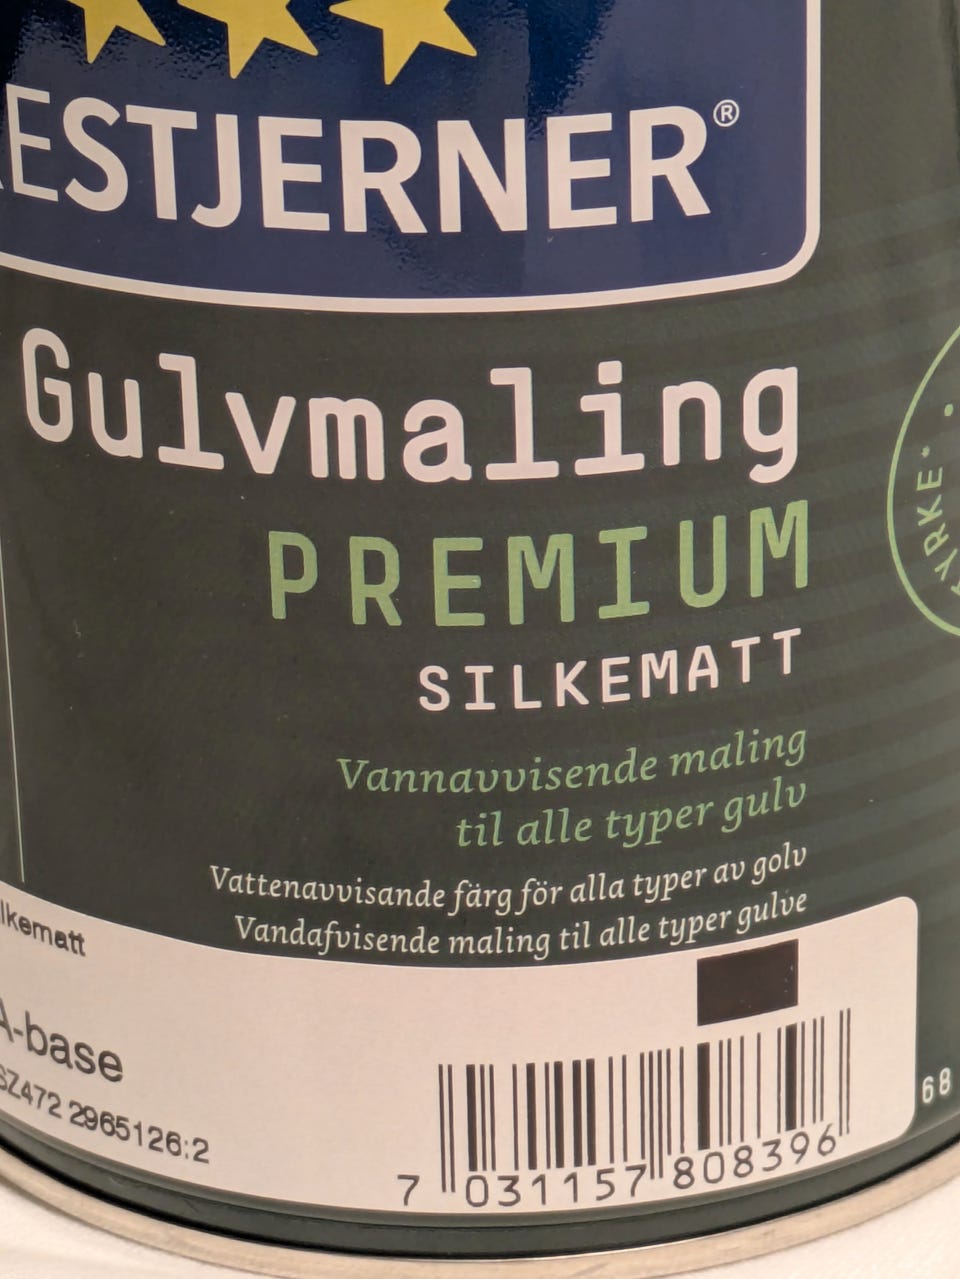 ESTJERNER®
Gulvmaling
PREMIUM
SILKEMATT
Vannavvisende maling
til alle typer gulv
Vattenavvisande färg för alla typer av golv
Vandafvisende maling til alle typer gulve
TYRKE
lkematt
A-base
SZ472 2965126:2
7 031157 808396
68